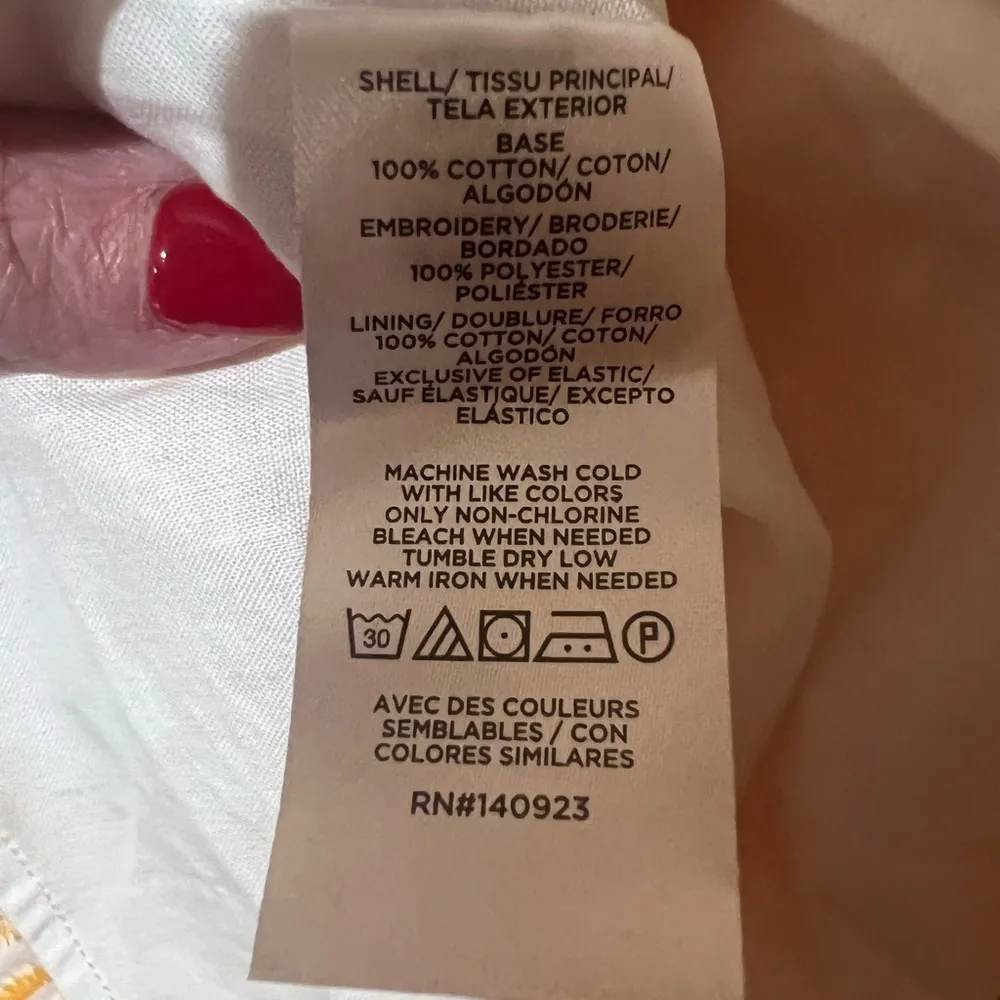 SHELL/ TISSU PRINCIPAL/
TELA EXTERIOR
BASE
100% COTTON/ COTON/
ALGODÓN
EMBROIDERY/ BRODERIE/
BORDADO
100% POLYESTER/
POLIÉSTER
LINING/ DOUBLURE/ FORRO
100% COTTON/ COTON/
ALGODÓN
EXCLUSIVE OF ELASTIC/
SAUF ÉLASTIQUE/ EXCEPTO
ELÁSTICO
MACHINE WASH COLD
WITH LIKE COLORS
ONLY NON-CHLORINE
BLEACH WHEN NEEDED
TUMBLE DRY LOW
WARM IRON WHEN NEEDED
30 P
AVEC DES COULEURS
SEMBLABLES / CON
COLORES SIMILARES
RN#140923